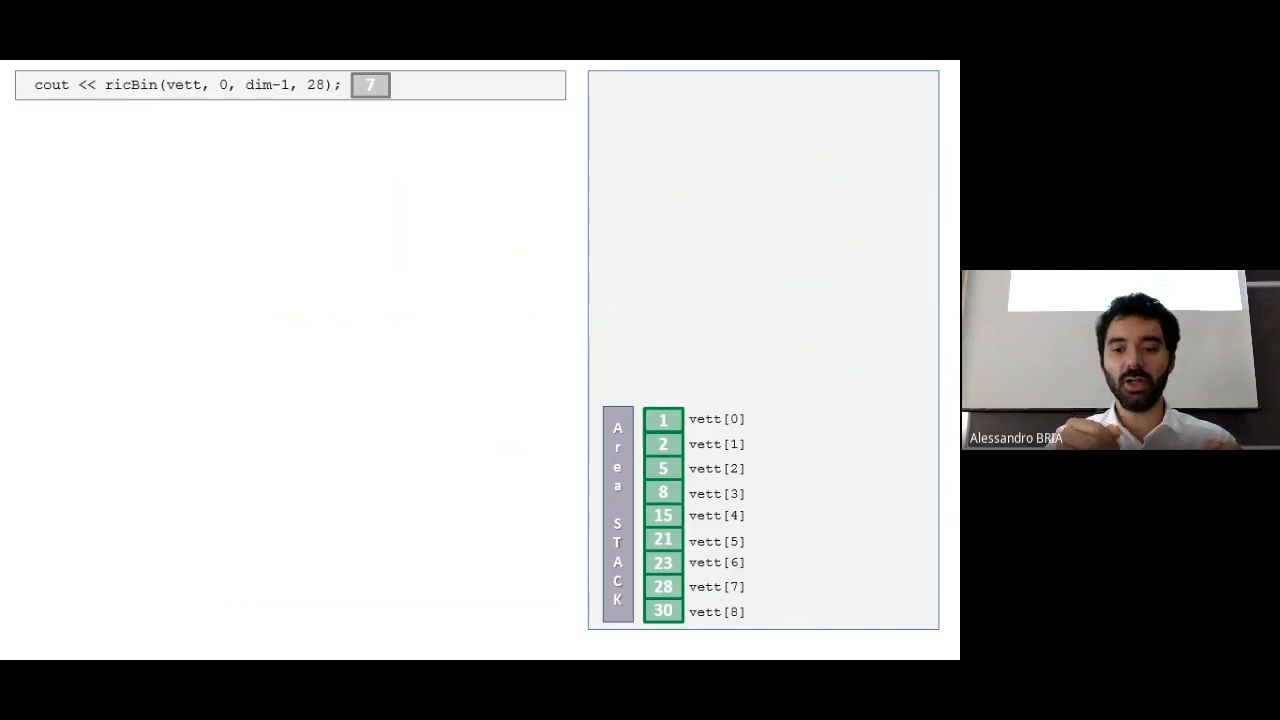 cout << ricBin(vett, 0, dim-1, 28); 7
Area STACK
1 vett[0]
2 vett[1]
5 vett[2]
8 vett[3]
15 vett[4]
21 vett[5]
23 vett[6]
28 vett[7]
30 vett[8]
Alessandro BRIA